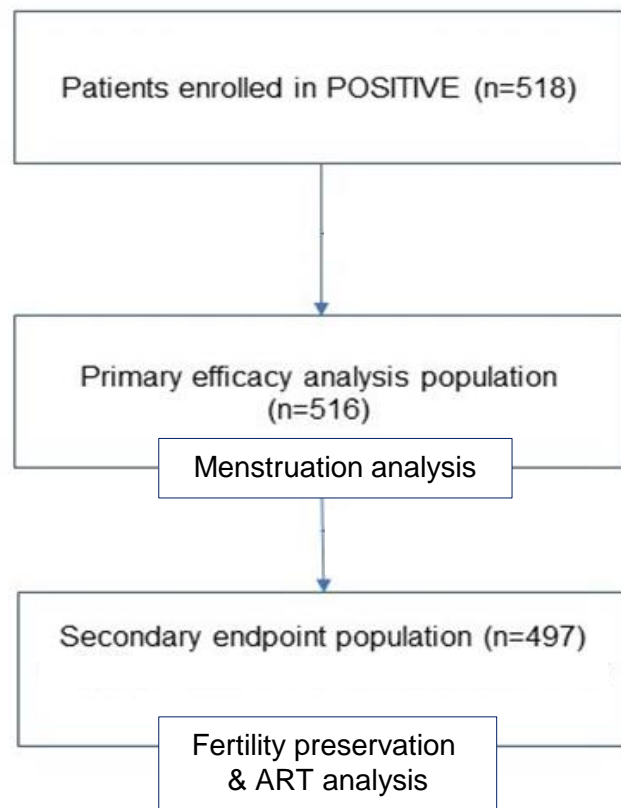 Patients enrolled in POSITIVE (n=518)
Primary efficacy analysis population
(n=516)
Menstruation analysis
Secondary endpoint population (n=497)
Fertility preservation
& ART analysis